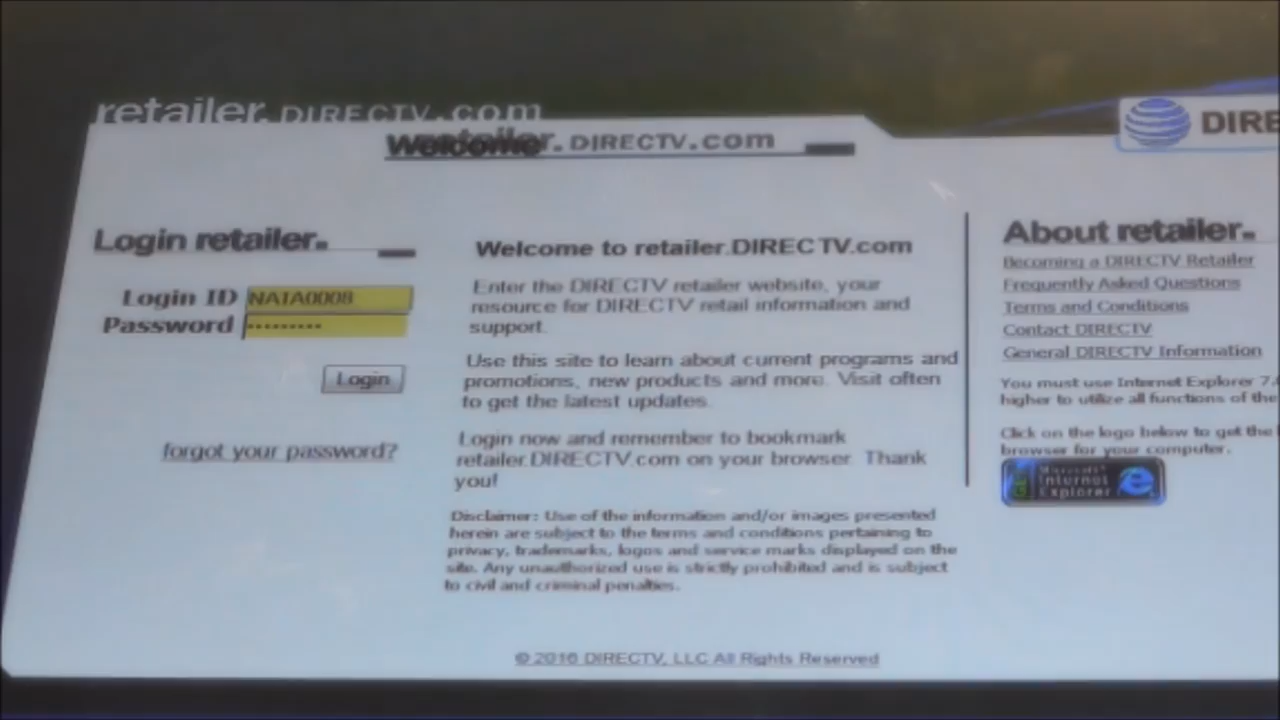 retailer.DIRECTV.com
retailer.DIRECTV.com
Welcome
DIRE
Login retailer.
Login ID NATA0008
Password
Login
forgot your password?
Welcome to retailer.DIRECTV.com
Enter the DIRECTV retailer website, your
resource for DIRECTV retail information and
support.
Use this site to learn about current programs and
promotions, new products and more. Visit often
to get the latest updates.
Login now and remember to bookmark
retailer.DIRECTV.com on your browser. Thank
you!
Disclaimer: Use of the information and/or images presented
herein are subject to the terms and conditions pertaining to
privacy, trademarks, logos and service marks displayed on the
site. Any unauthorized use is strictly prohibited and is subject
to civil and criminal penalties.
About retailer.
Becoming a DIRECTV Retailer
Frequently Asked Questions
Terms and Conditions
Contact DIRECTV
General DIRECTV Information
You must use Internet Explorer 7.
higher to utilize all functions of the
Click on the logo below to get the
browser for your computer.
GET
Microsoft
Internet
Explorer
© 2016 DIRECTV, LLC All Rights Reserved